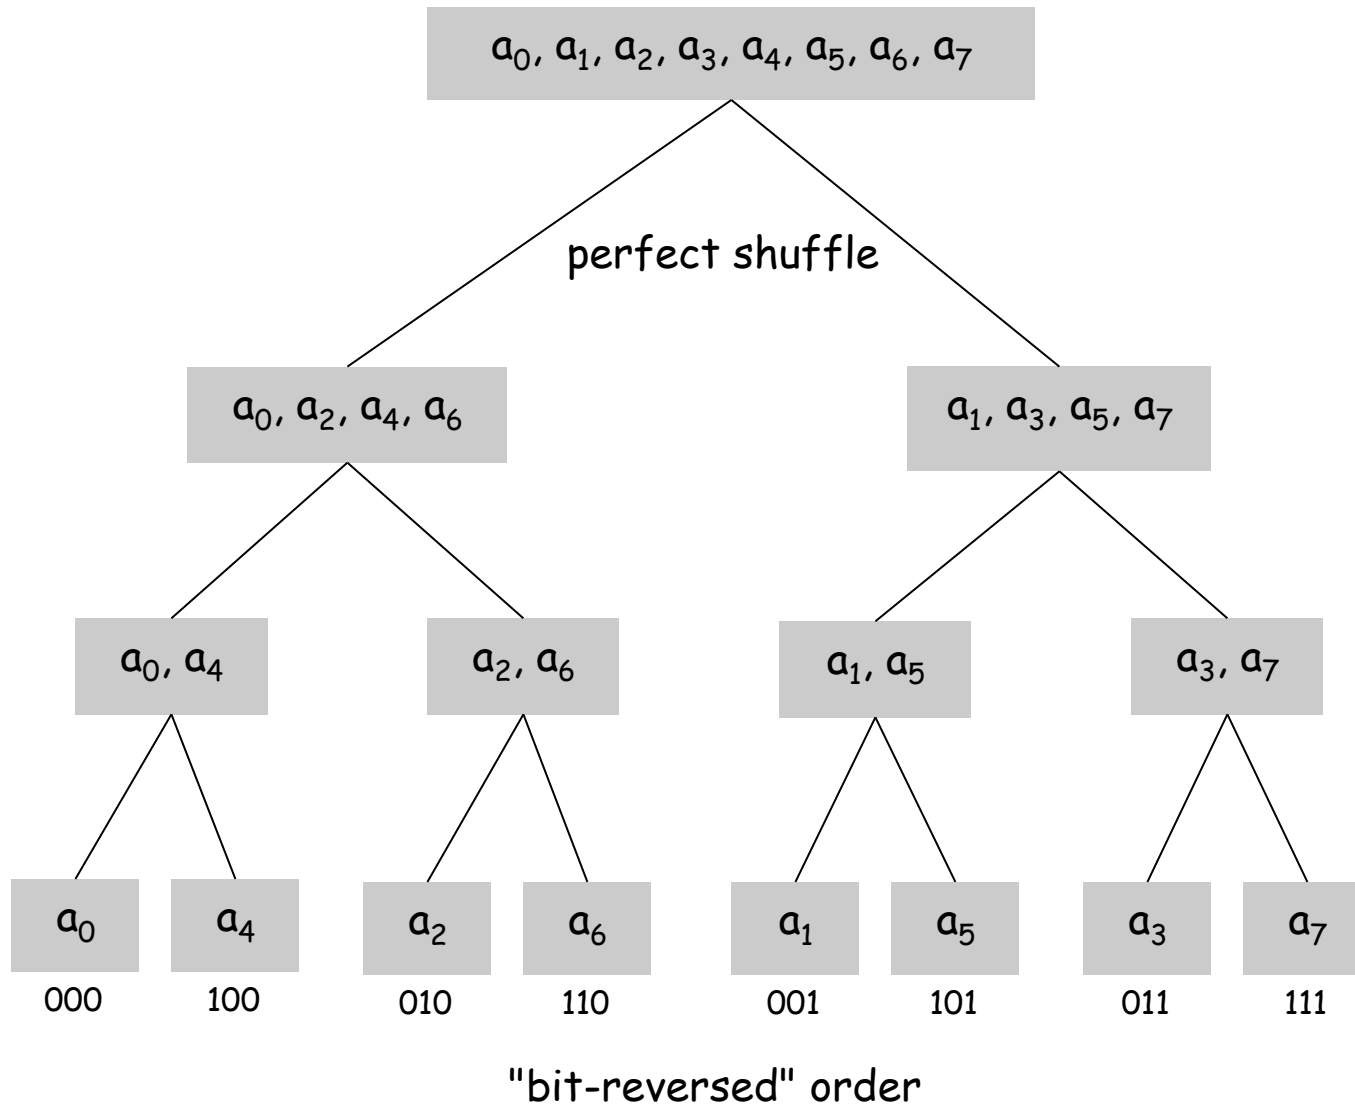 a₀, a₁, a₂, a₃, a₄, a₅, a₆, a₇
perfect shuffle
a₀, a₂, a₄, a₆
a₁, a₃, a₅, a₇
a₀, a₄
a₂, a₆
a₁, a₅
a₃, a₇
a₀
a₄
a₂
a₆
a₁
a₅
a₃
a₇
000
100
010
110
001
101
011
111
"bit-reversed" order